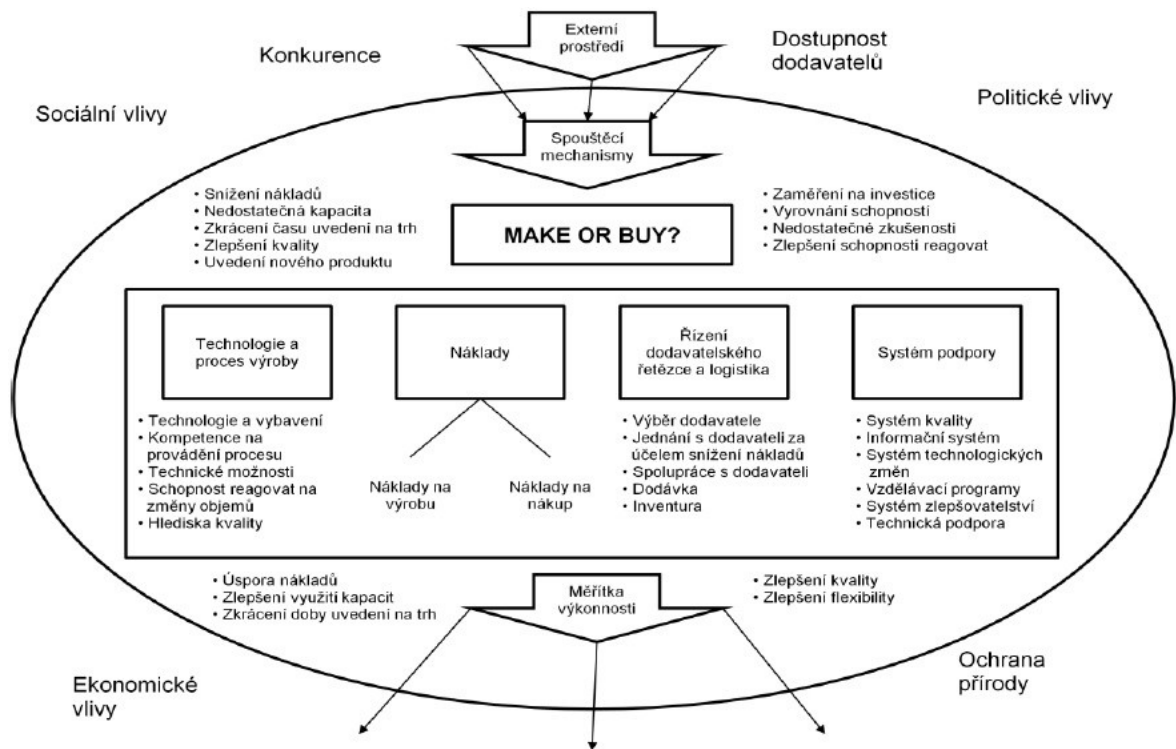 Externí
prostředí
Konkurence
Dostupnost
dodavatelů
Sociální vlivy
Politické vlivy
Spouštěcí
mechanismy
• Snížení nákladů
• Nedostatečná kapacita
• Zkrácení času uvedení na trh
• Zlepšení kvality
• Uvedení nového produktu
• Zaměření na investice
• Vyrovnání schopností
• Nedostatečné zkušenosti
• Zlepšení schopnosti reagovat
MAKE OR BUY?
Technologie a
proces výroby
• Technologie a vybavení
• Kompetence na
provádění procesu
• Technické možnosti
• Schopnost reagovat na
změny objemů
• Hlediska kvality
Náklady
Náklady na
výrobu
Náklady na
nákup
Řízení
dodavatelského
řetězce a logistika
• Výběr dodavatele
• Jednání s dodavateli za
účelem snížení nákladů
• Spolupráce s dodavateli
• Dodávka
• Inventura
Systém podpory
• Systém kvality
• Informační systém
• Systém technologických
změn
• Vzdělávací programy
• Systém zlepšovatelství
• Technická podpora
• Úspora nákladů
• Zlepšení využití kapacit
• Zkrácení doby uvedení na trh
Měřítka
výkonnosti
• Zlepšení kvality
• Zlepšení flexibility
Ekonomické
vlivy
Ochrana
přírody